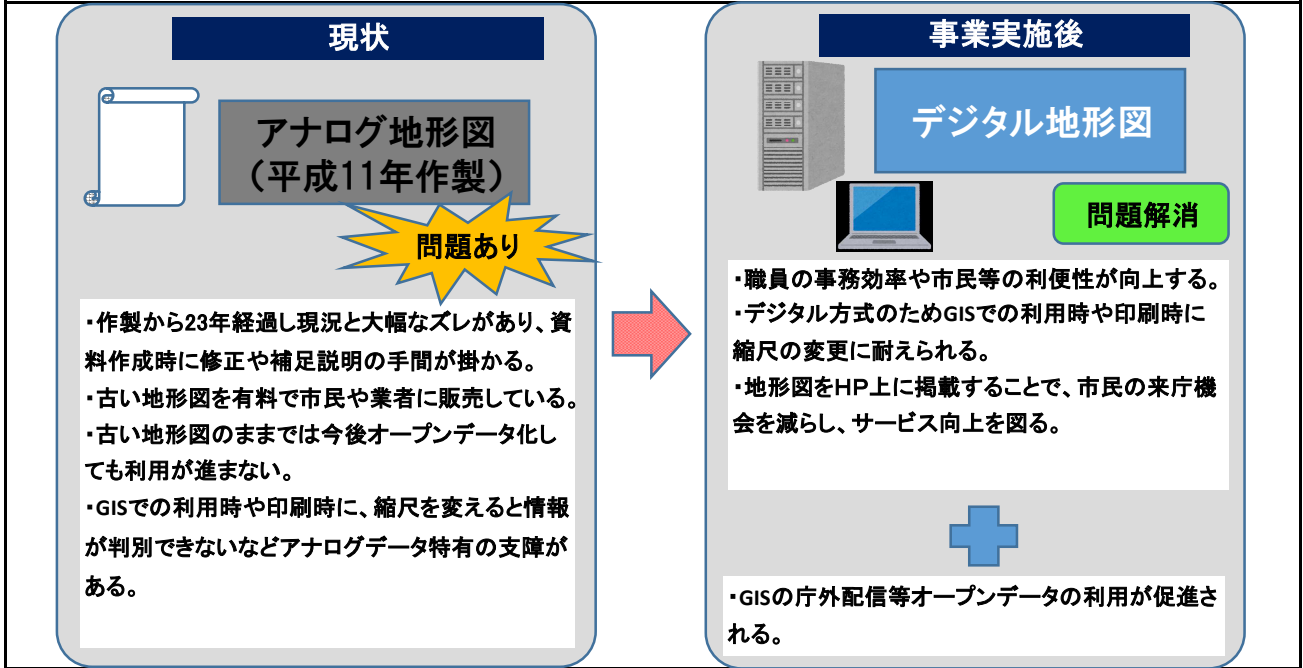 現状
アナログ地形図
(平成11年作製)
問題あり
・作製から23年経過し現況と大幅なズレがあり、資
料作成時に修正や補足説明の手間が掛かる。
・古い地形図を有料で市民や業者に販売している。
・古い地形図のままでは今後オープンデータ化し
ても利用が進まない。
・GISでの利用時や印刷時に、縮尺を変えると情報
が判別できないなどアナログデータ特有の支障が
ある。
事業実施後
デジタル地形図
問題解消
・職員の事務効率や市民等の利便性が向上する。
・デジタル方式のためGISでの利用時や印刷時に
縮尺の変更に耐えられる。
・地形図をHP上に掲載することで、市民の来庁機
会を減らし、サービス向上を図る。
・GISの庁外配信等オープンデータの利用が促進さ
れる。